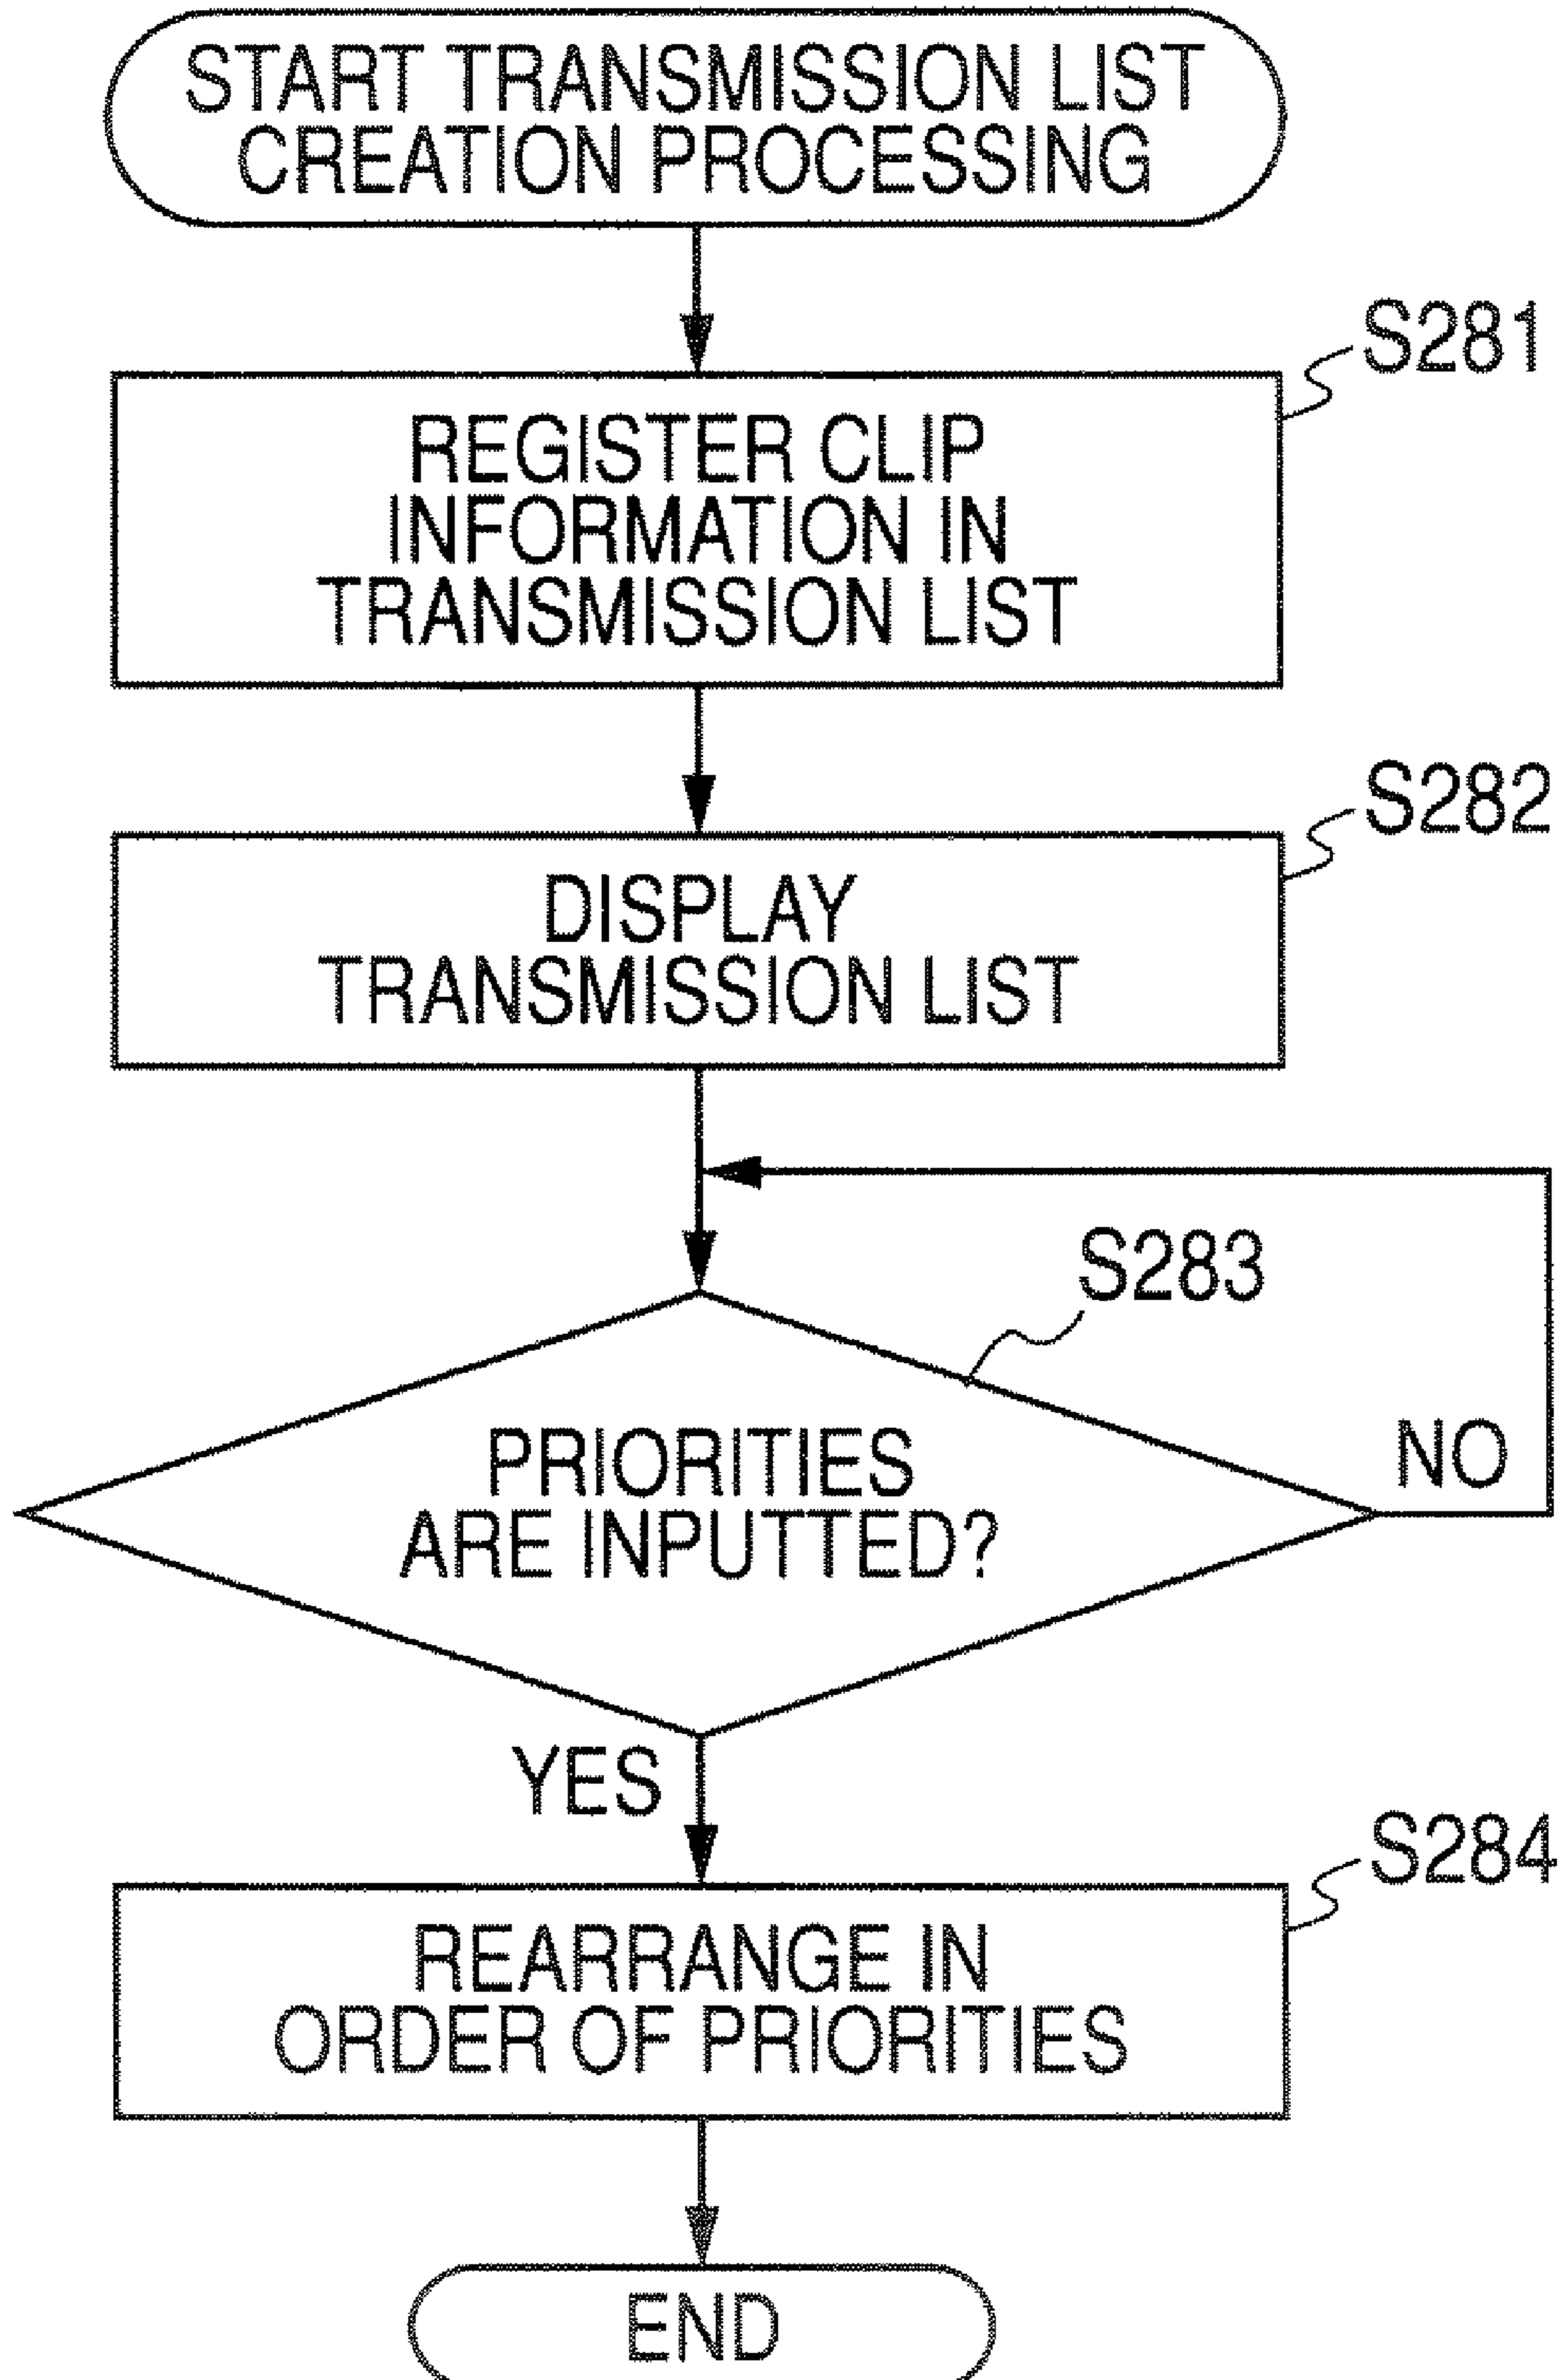 START TRANSMISSION LIST
CREATION PROCESSING
S281
REGISTER CLIP
INFORMATION IN
TRANSMISSION LIST
S282
DISPLAY
TRANSMISSION LIST
S283
PRIORITIES
ARE INPUTTED?
NO
YES
S284
REARRANGE IN
ORDER OF PRIORITIES
END